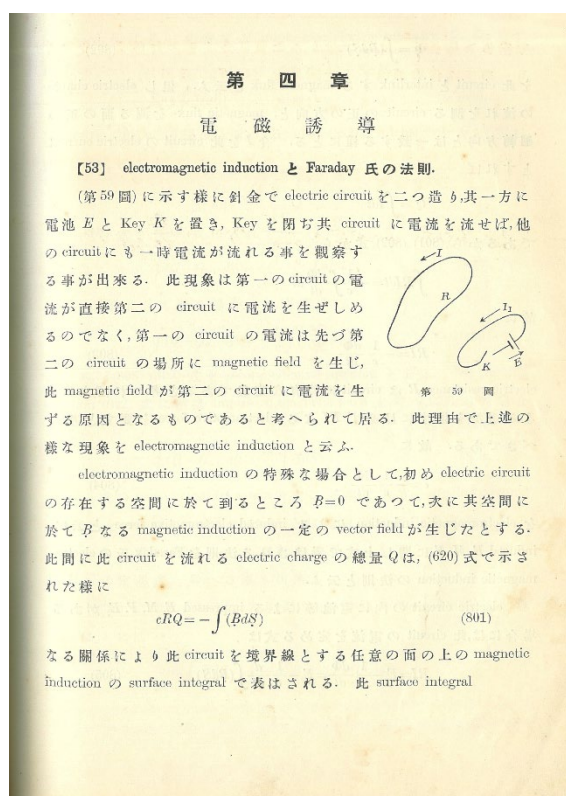 第四章
電磁誘導
【53】 electromagnetic induction と Faraday 氏の法則.
(第59圖) に示す樣に針金で electric circuit を二つ造り,其一方に
電池 E と Key K を置き, Key を閉ぢ其 circuit に電流を流せば,他
の circuit にも一時電流が流れる事を觀察す
る事が出來る. 此現象は第一の circuit の電
流が直接第二の circuit に電流を生ぜしめ
るのでなく,第一の circuit の電流は先づ第
二の circuit の場所に magnetic field を生じ,
此 magnetic field が第二の circuit に電流を生
I
R
I₁
K
E
第 59 圖
ずる原因となるものであると考へられて居る. 此理由で上述の
樣な現象を electromagnetic induction と云ふ.
electromagnetic induction の特殊な場合として,初め electric circuit
の存在する空間に於て到るところ B=0 であつて,次に其空間に
於て B なる magnetic induction の一定の vector field が生じたとする.
此間に此 circuit を流れる electric charge の總量 Q は, (620) 式で示さ
れた樣に
cRQ=−∫(BdS) (801)
なる關係により此 circuit を境界線とする任意の面の上の magnetic
induction の surface integral で表はされる. 此 surface integral